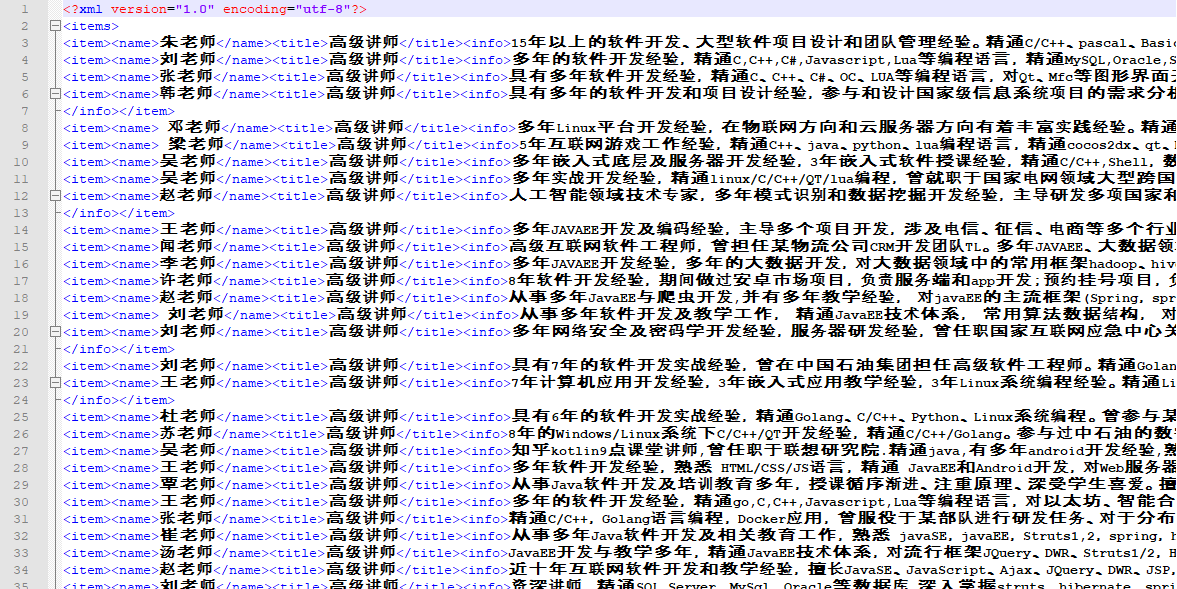 1 <?xml version="1.0" encoding="utf-8"?>
2 <items>
3 <item><name>朱老师</name><title>高级讲师</title><info>15年以上的软件开发、大型软件项目设计和团队管理经验。精通C/C++、pascal、Basic
4 <item><name>刘老师</name><title>高级讲师</title><info>多年的软件开发经验，精通C,C++,C#,Javascript,Lua等编程语言，精通MySQL,Oracle,S
5 <item><name>张老师</name><title>高级讲师</title><info>具有多年软件开发经验，精通C、C++、C#、OC、LUA等编程语言，对Qt、Mfc等图形界面开
6 <item><name>韩老师</name><title>高级讲师</title><info>具有多年的软件开发和项目设计经验，参与和设计国家级信息系统项目的需求分析
7 </info></item>
8 <item><name> 邓老师</name><title>高级讲师</title><info>多年Linux平台开发经验，在物联网方向和云服务器方向有着丰富实践经验。精通
9 <item><name> 梁老师</name><title>高级讲师</title><info>5年互联网游戏工作经验，精通C++、java、python、lua编程语言，精通cocos2dx、qt、
10 <item><name>吴老师</name><title>高级讲师</title><info>多年嵌入式底层及服务器开发经验，3年嵌入式软件授课经验，精通C/C++,Shell，数
11 <item><name>吴老师</name><title>高级讲师</title><info>多年实战开发经验，精通linux/C/C++/QT/lua编程，曾就职于国家电网领域大型跨国
12 <item><name>赵老师</name><title>高级讲师</title><info>人工智能领域技术专家，多年模式识别和数据挖掘开发经验，主导研发多项国家和
13 </info></item>
14 <item><name>王老师</name><title>高级讲师</title><info>多年JAVAEE开发及编码经验，主导多个项目开发，涉及电信、征信、电商等多个行业
15 <item><name>闻老师</name><title>高级讲师</title><info>高级互联网软件工程师，曾担任某物流公司CRM开发团队TL。多年JAVAEE、大数据领
16 <item><name>李老师</name><title>高级讲师</title><info>多年JAVAEE开发经验，多年的大数据开发，对大数据领域中的常用框架hadoop、hiv
17 <item><name>许老师</name><title>高级讲师</title><info>8年软件开发经验，期间做过安卓市场项目，负责服务端和app开发;预约挂号项目，负
18 <item><name>赵老师</name><title>高级讲师</title><info>从事多年JavaEE与爬虫开发,并有多年教学经验， 对javaEE的主流框架(Spring，spr
19 <item><name> 刘老师</name><title>高级讲师</title><info>从事多年软件开发及教学工作， 精通JavaEE技术体系， 常用算法数据结构， 对
20 <item><name>刘老师</name><title>高级讲师</title><info>多年网络安全及密码学开发经验，服务器研发经验，曾任职国家互联网应急中心关
21 </info></item>
22 <item><name>刘老师</name><title>高级讲师</title><info>具有7年的软件开发实战经验，曾在中国石油集团担任高级软件工程师。精通Golan
23 <item><name>王老师</name><title>高级讲师</title><info>7年计算机应用开发经验，3年嵌入式应用教学经验，3年Linux系统编程经验。精通Li
24 </info></item>
25 <item><name>杜老师</name><title>高级讲师</title><info>具有6年的软件开发实战经验，精通Golang、C/C++、Python、Linux系统编程。曾参与某
26 <item><name>苏老师</name><title>高级讲师</title><info>8年的Windows/Linux系统下C/C++/QT开发经验，精通C/C++/Golang。参与过中石油的数
27 <item><name>吴老师</name><title>高级讲师</title><info>知乎kotlin9点课堂讲师,曾任职于联想研究院.精通java,有多年android开发经验,熟
28 <item><name>王老师</name><title>高级讲师</title><info>多年软件开发经验，熟悉 HTML/CSS/JS语言，精通 JavaEE和Android开发，对Web服务器
29 <item><name>覃老师</name><title>高级讲师</title><info>从事Java软件开发及培训教育多年，授课循序渐进、注重原理、深受学生喜爱。擅
30 <item><name>王老师</name><title>高级讲师</title><info>多年的软件开发经验，精通go,C,C++,Javascript,Lua等编程语言，对以太坊、智能合
31 <item><name>张老师</name><title>高级讲师</title><info>精通C/C++，Golang语言编程，Docker应用，曾服役于某部队进行研发任务、对于分布
32 <item><name>崔老师</name><title>高级讲师</title><info>从事多年Java软件开发及相关教育工作，熟悉 javaSE，javaEE，Struts1,2，spring，h
33 <item><name>汤老师</name><title>高级讲师</title><info>JavaEE开发与教学多年，精通JavaEE技术体系，对流行框架JQuery、DWR、Struts1/2，H
34 <item><name>赵老师</name><title>高级讲师</title><info>近十年互联网软件开发和教学经验，擅长JavaSE、JavaScript、Ajax、JQuery、DWR、JSP，
35 <item><name>刘老师</name><title>高级讲师</title><info>资深讲师，精通SQL Server、MySql、Oracle等数据库，深入掌握struts、hibernate、spri